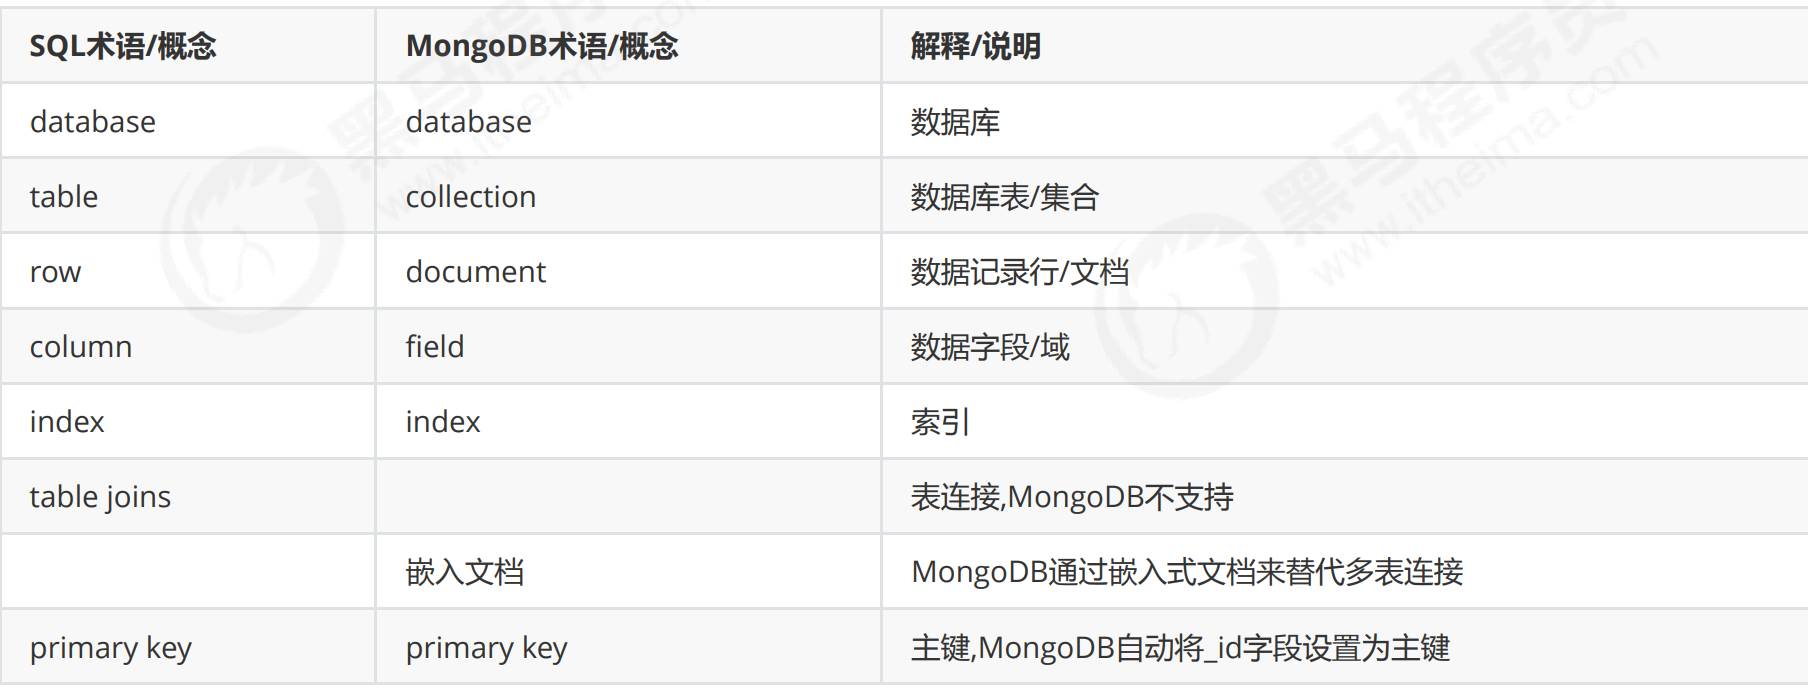 SQL术语/概念 MongoDB术语/概念 解释/说明
database database 数据库
table collection 数据库表/集合
row document 数据记录行/文档
column field 数据字段/域
index index 索引
table joins 表连接,MongoDB不支持
嵌入文档 MongoDB通过嵌入式文档来替代多表连接
primary key primary key 主键,MongoDB自动将_id字段设置为主键
黑马程序员
www.itheima.com
黑马程序员
www.itheima.com